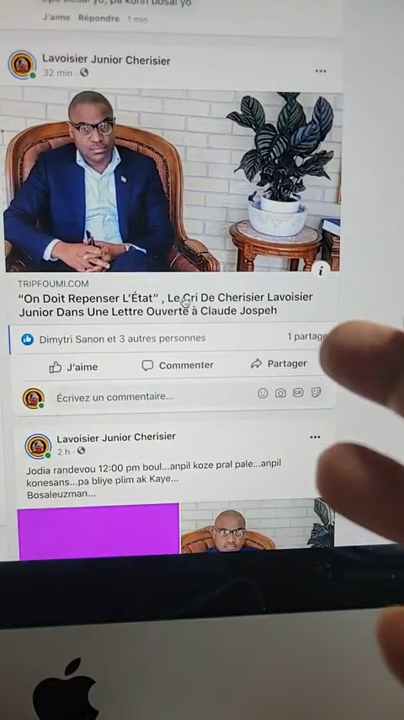 J'aime · Répondre · 1 min
Lavoisier Junior Cherisier
32 min ·
TRIPFOUMI.COM
“On Doit Repenser L’État” , Le Cri De Cherisier Lavoisier
Junior Dans Une Lettre Ouverte à Claude Jospeh
Dimytri Sanon et 3 autres personnes
1 partage
J'aime
Commenter
Partager
Écrivez un commentaire...
GIF
Lavoisier Junior Cherisier
2 h ·
Jodia randevou 12:00 pm boul...anpil koze pral pale...anpil
konesans...pa bliye plim ak Kaye...
Bosaleuzman...